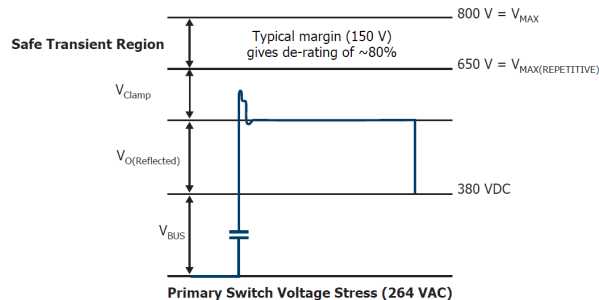 800 V = VMAX
Safe Transient Region
Typical margin (150 V)
gives de-rating of ~80%
650 V = VMAX(REPETITIVE)
VClamp
VO(Reflected)
380 VDC
VBUS
Primary Switch Voltage Stress (264 VAC)